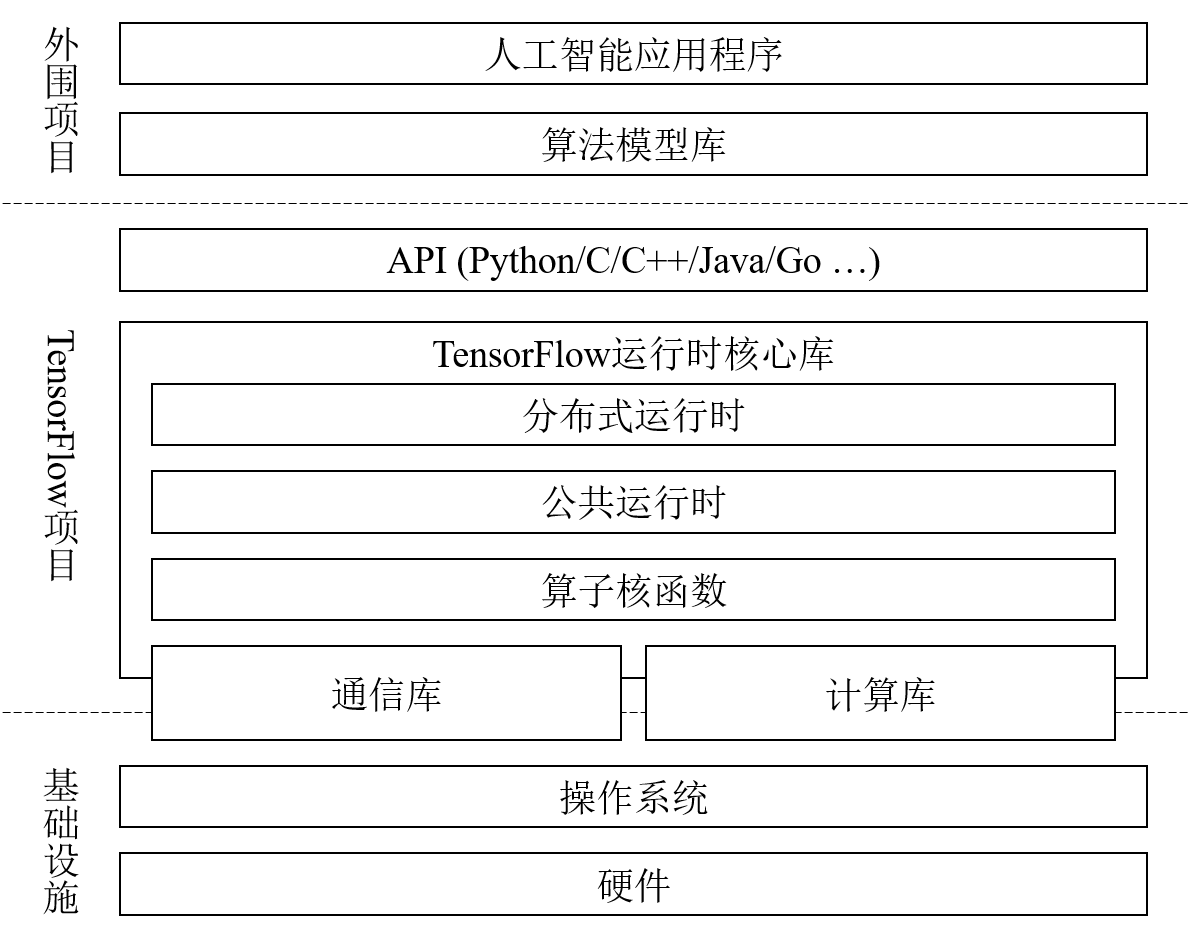 外围项目
人工智能应用程序
算法模型库
TensorFlow项目
API (Python/C/C++/Java/Go …)
TensorFlow运行时核心库
分布式运行时
公共运行时
算子核函数
通信库
计算库
基础设施
操作系统
硬件